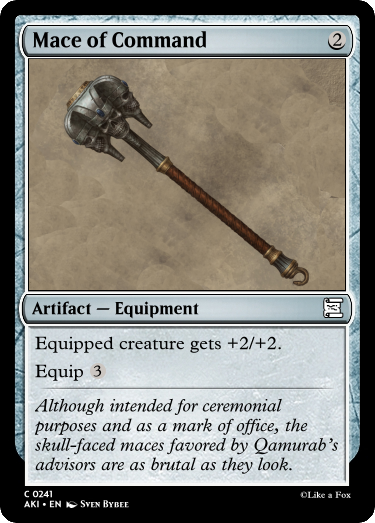 Mace of Command 2
Artifact — Equipment
Equipped creature gets +2/+2.
Equip 3
Although intended for ceremonial
purposes and as a mark of office, the
skull-faced maces favored by Qamurab's
advisors are as brutal as they look.
C 0241
AKI • EN Sven Bybee
©Like a Fox